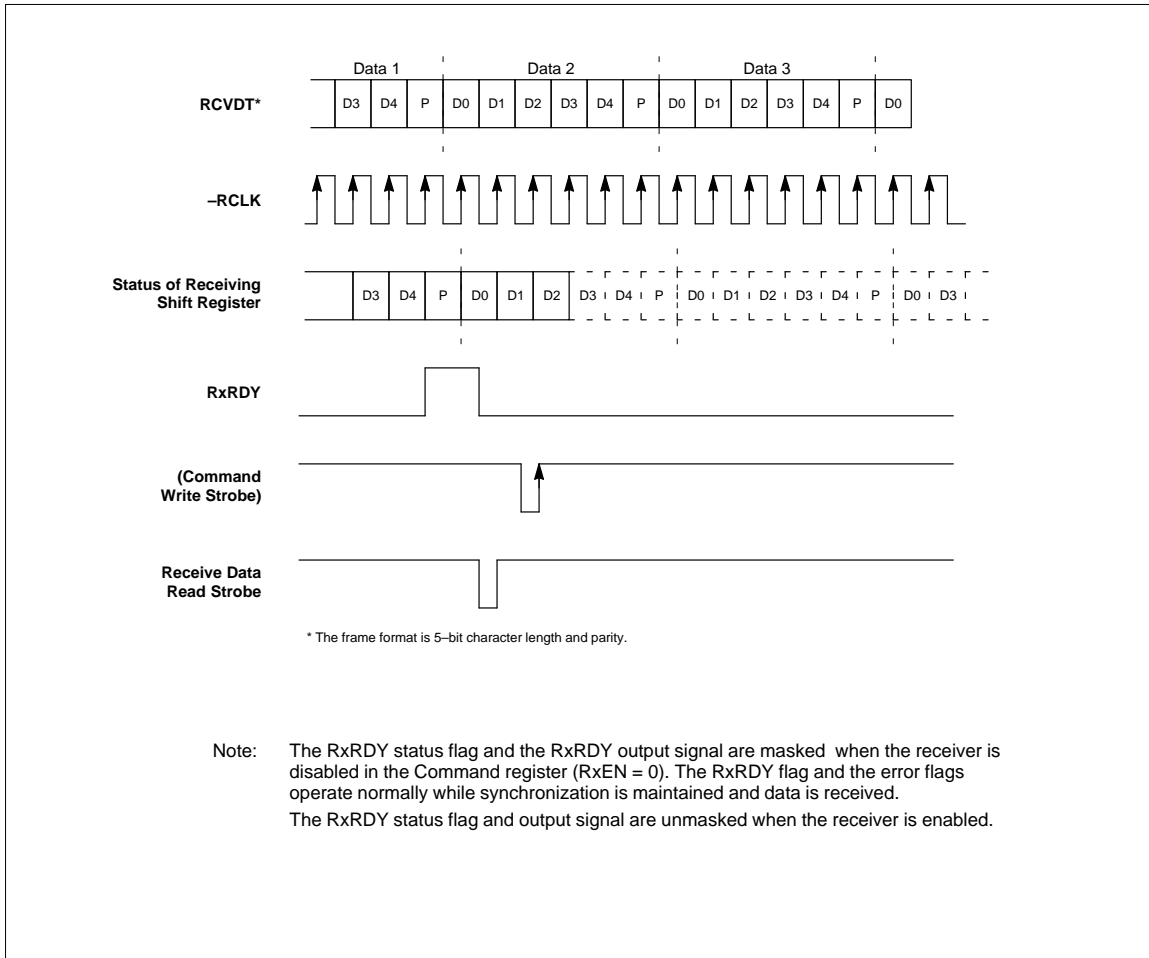 Data 1 Data 2 Data 3
RCVDT* D3 D4 P D0 D1 D2 D3 D4 P D0 D1 D2 D3 D4 P D0
–RCLK
Status of Receiving
Shift Register
D3 D4 P D0 D1 D2 D3 D4 P D0 D1 D2 D3 D4 P D0 D3
RxRDY
(Command
Write Strobe)
Receive Data
Read Strobe
* The frame format is 5–bit character length and parity.
Note: The RxRDY status flag and the RxRDY output signal are masked when the receiver is
disabled in the Command register (RxEN = 0). The RxRDY flag and the error flags
operate normally while synchronization is maintained and data is received.
The RxRDY status flag and output signal are unmasked when the receiver is enabled.